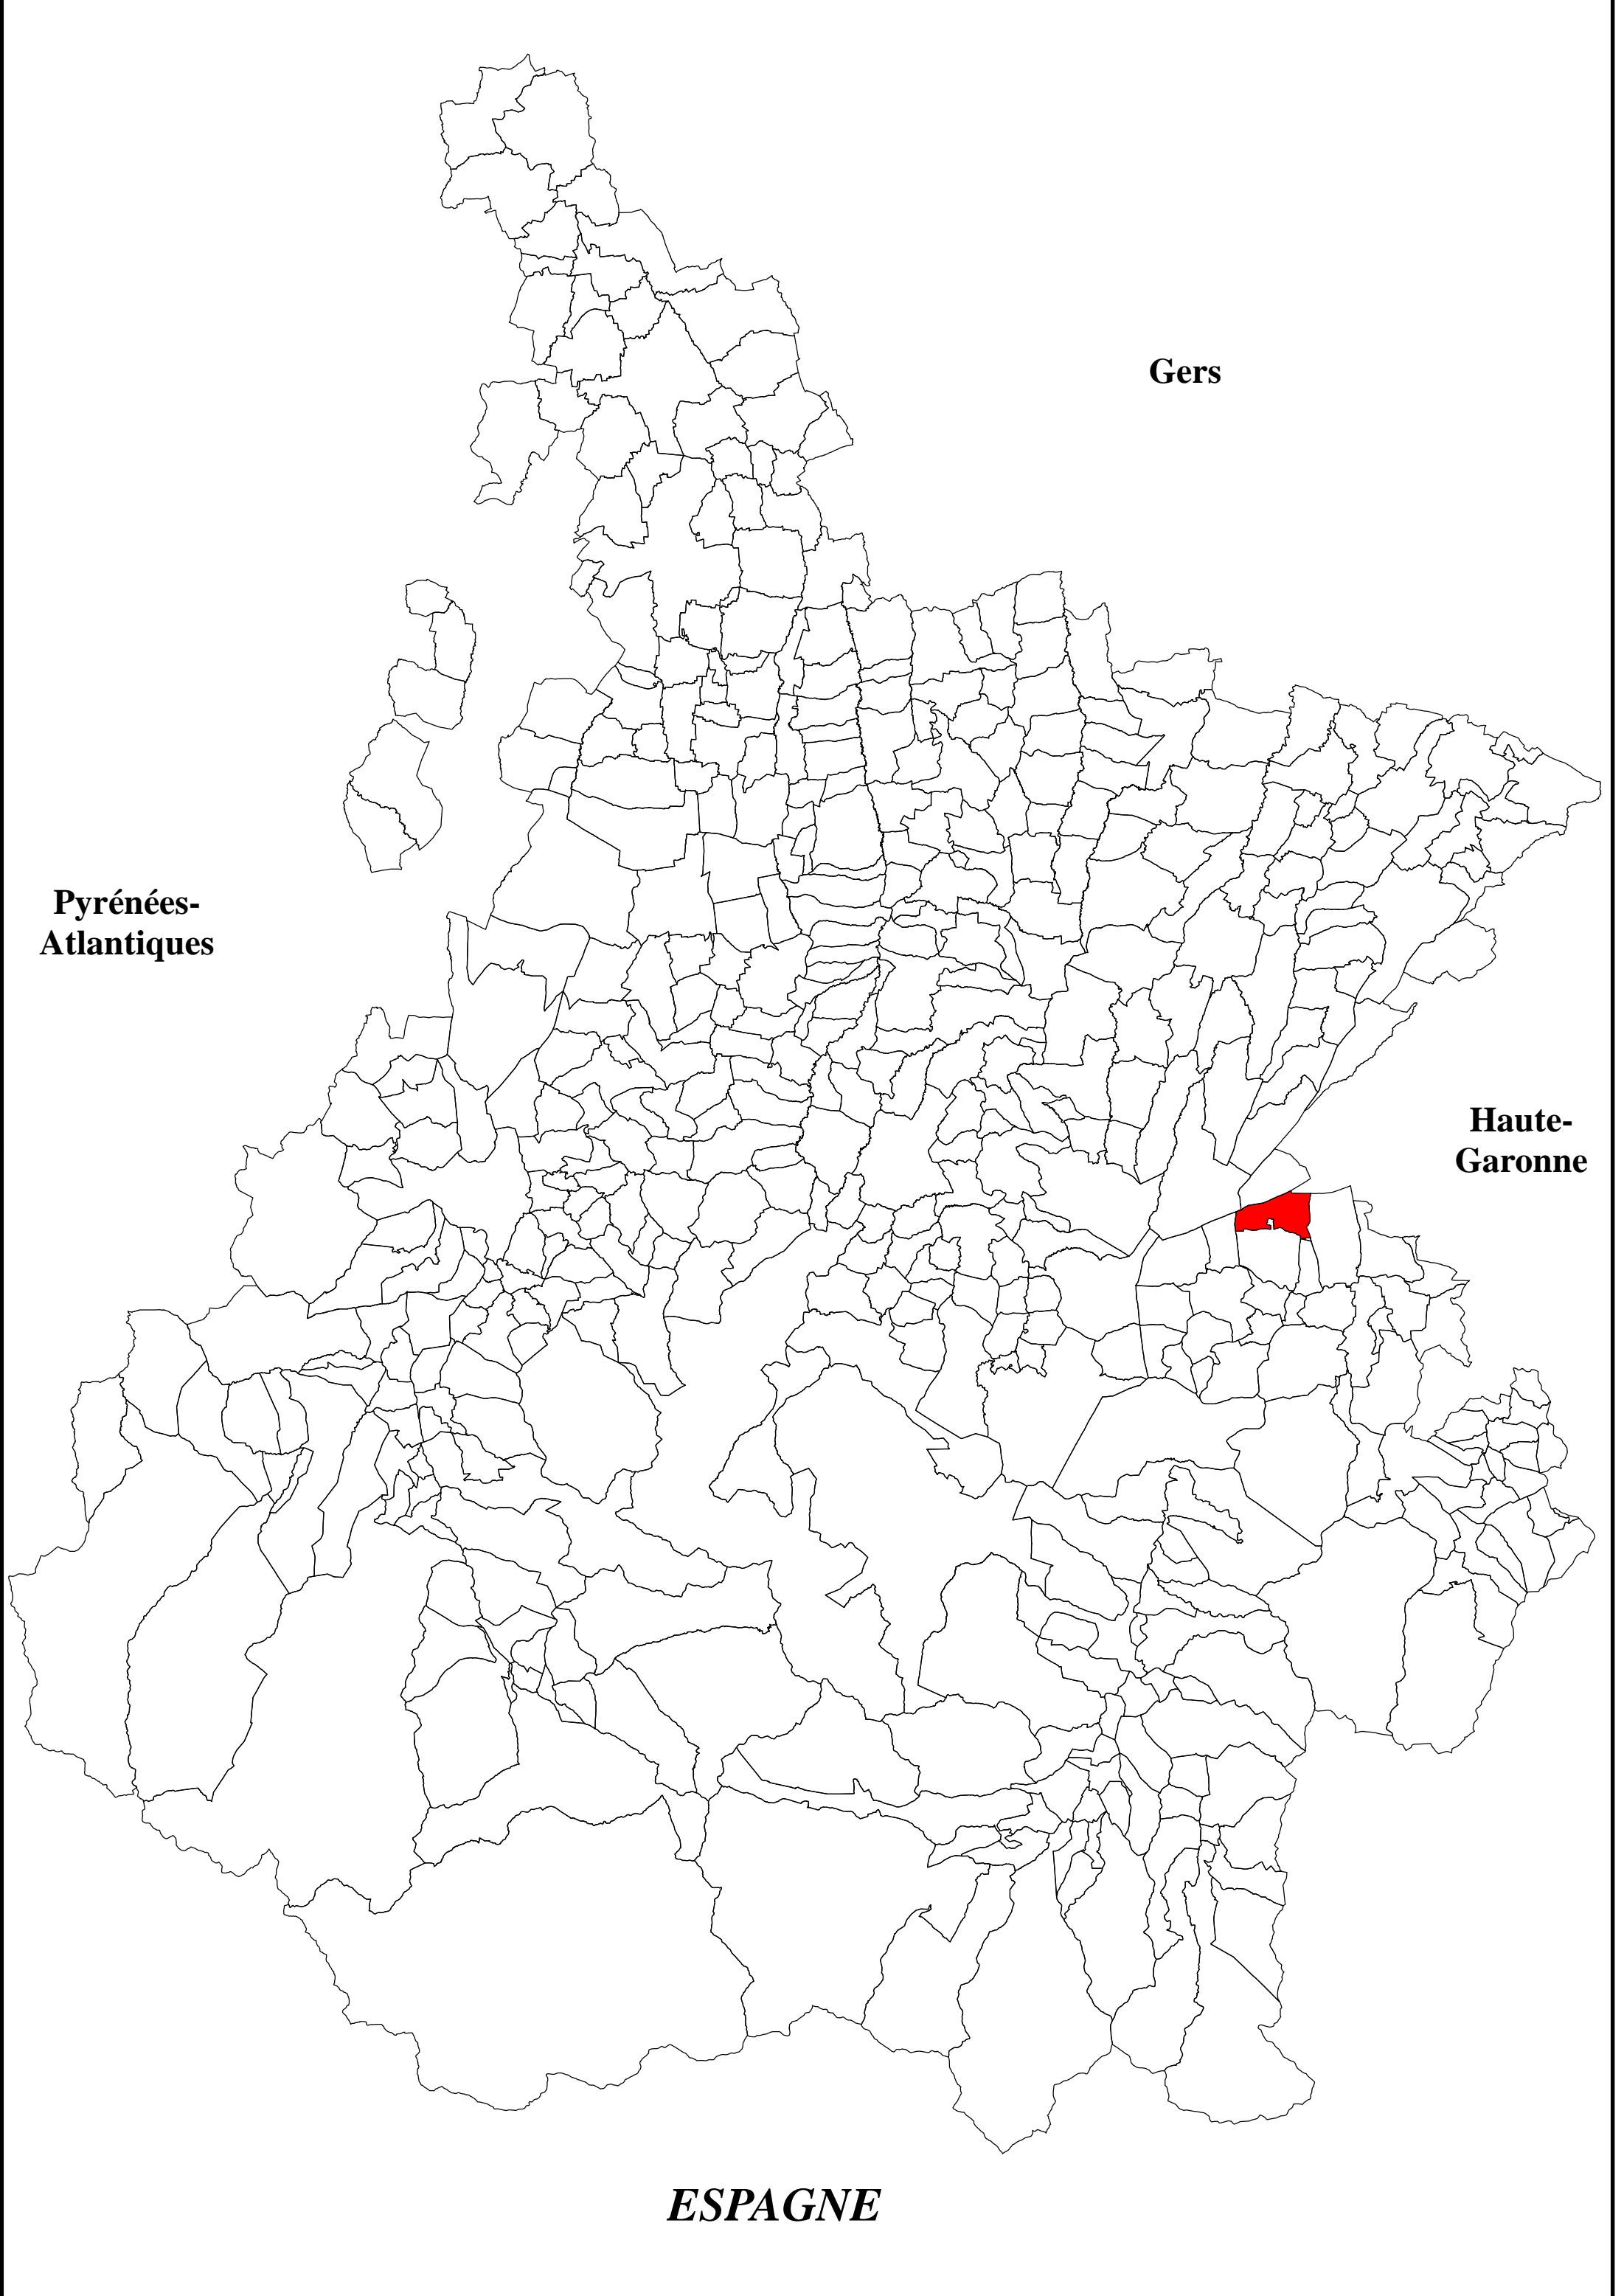 Gers
Pyrénées-
Atlantiques
Haute-
Garonne
ESPAGNE